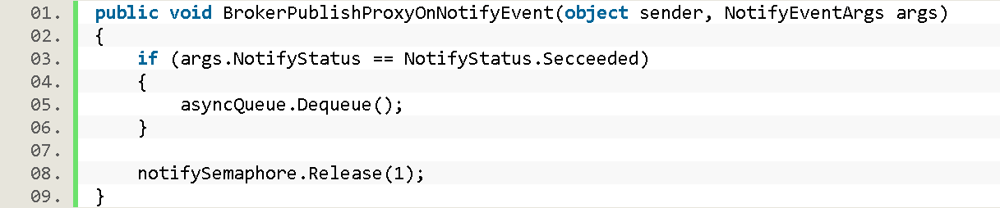 01. public void BrokerPublishProxyOnNotifyEvent(object sender, NotifyEventArgs args)
02. {
03. if (args.NotifyStatus == NotifyStatus.Secceeded)
04. {
05. asyncQueue.Dequeue();
06. }
07.
08. notifySemaphore.Release(1);
09. }